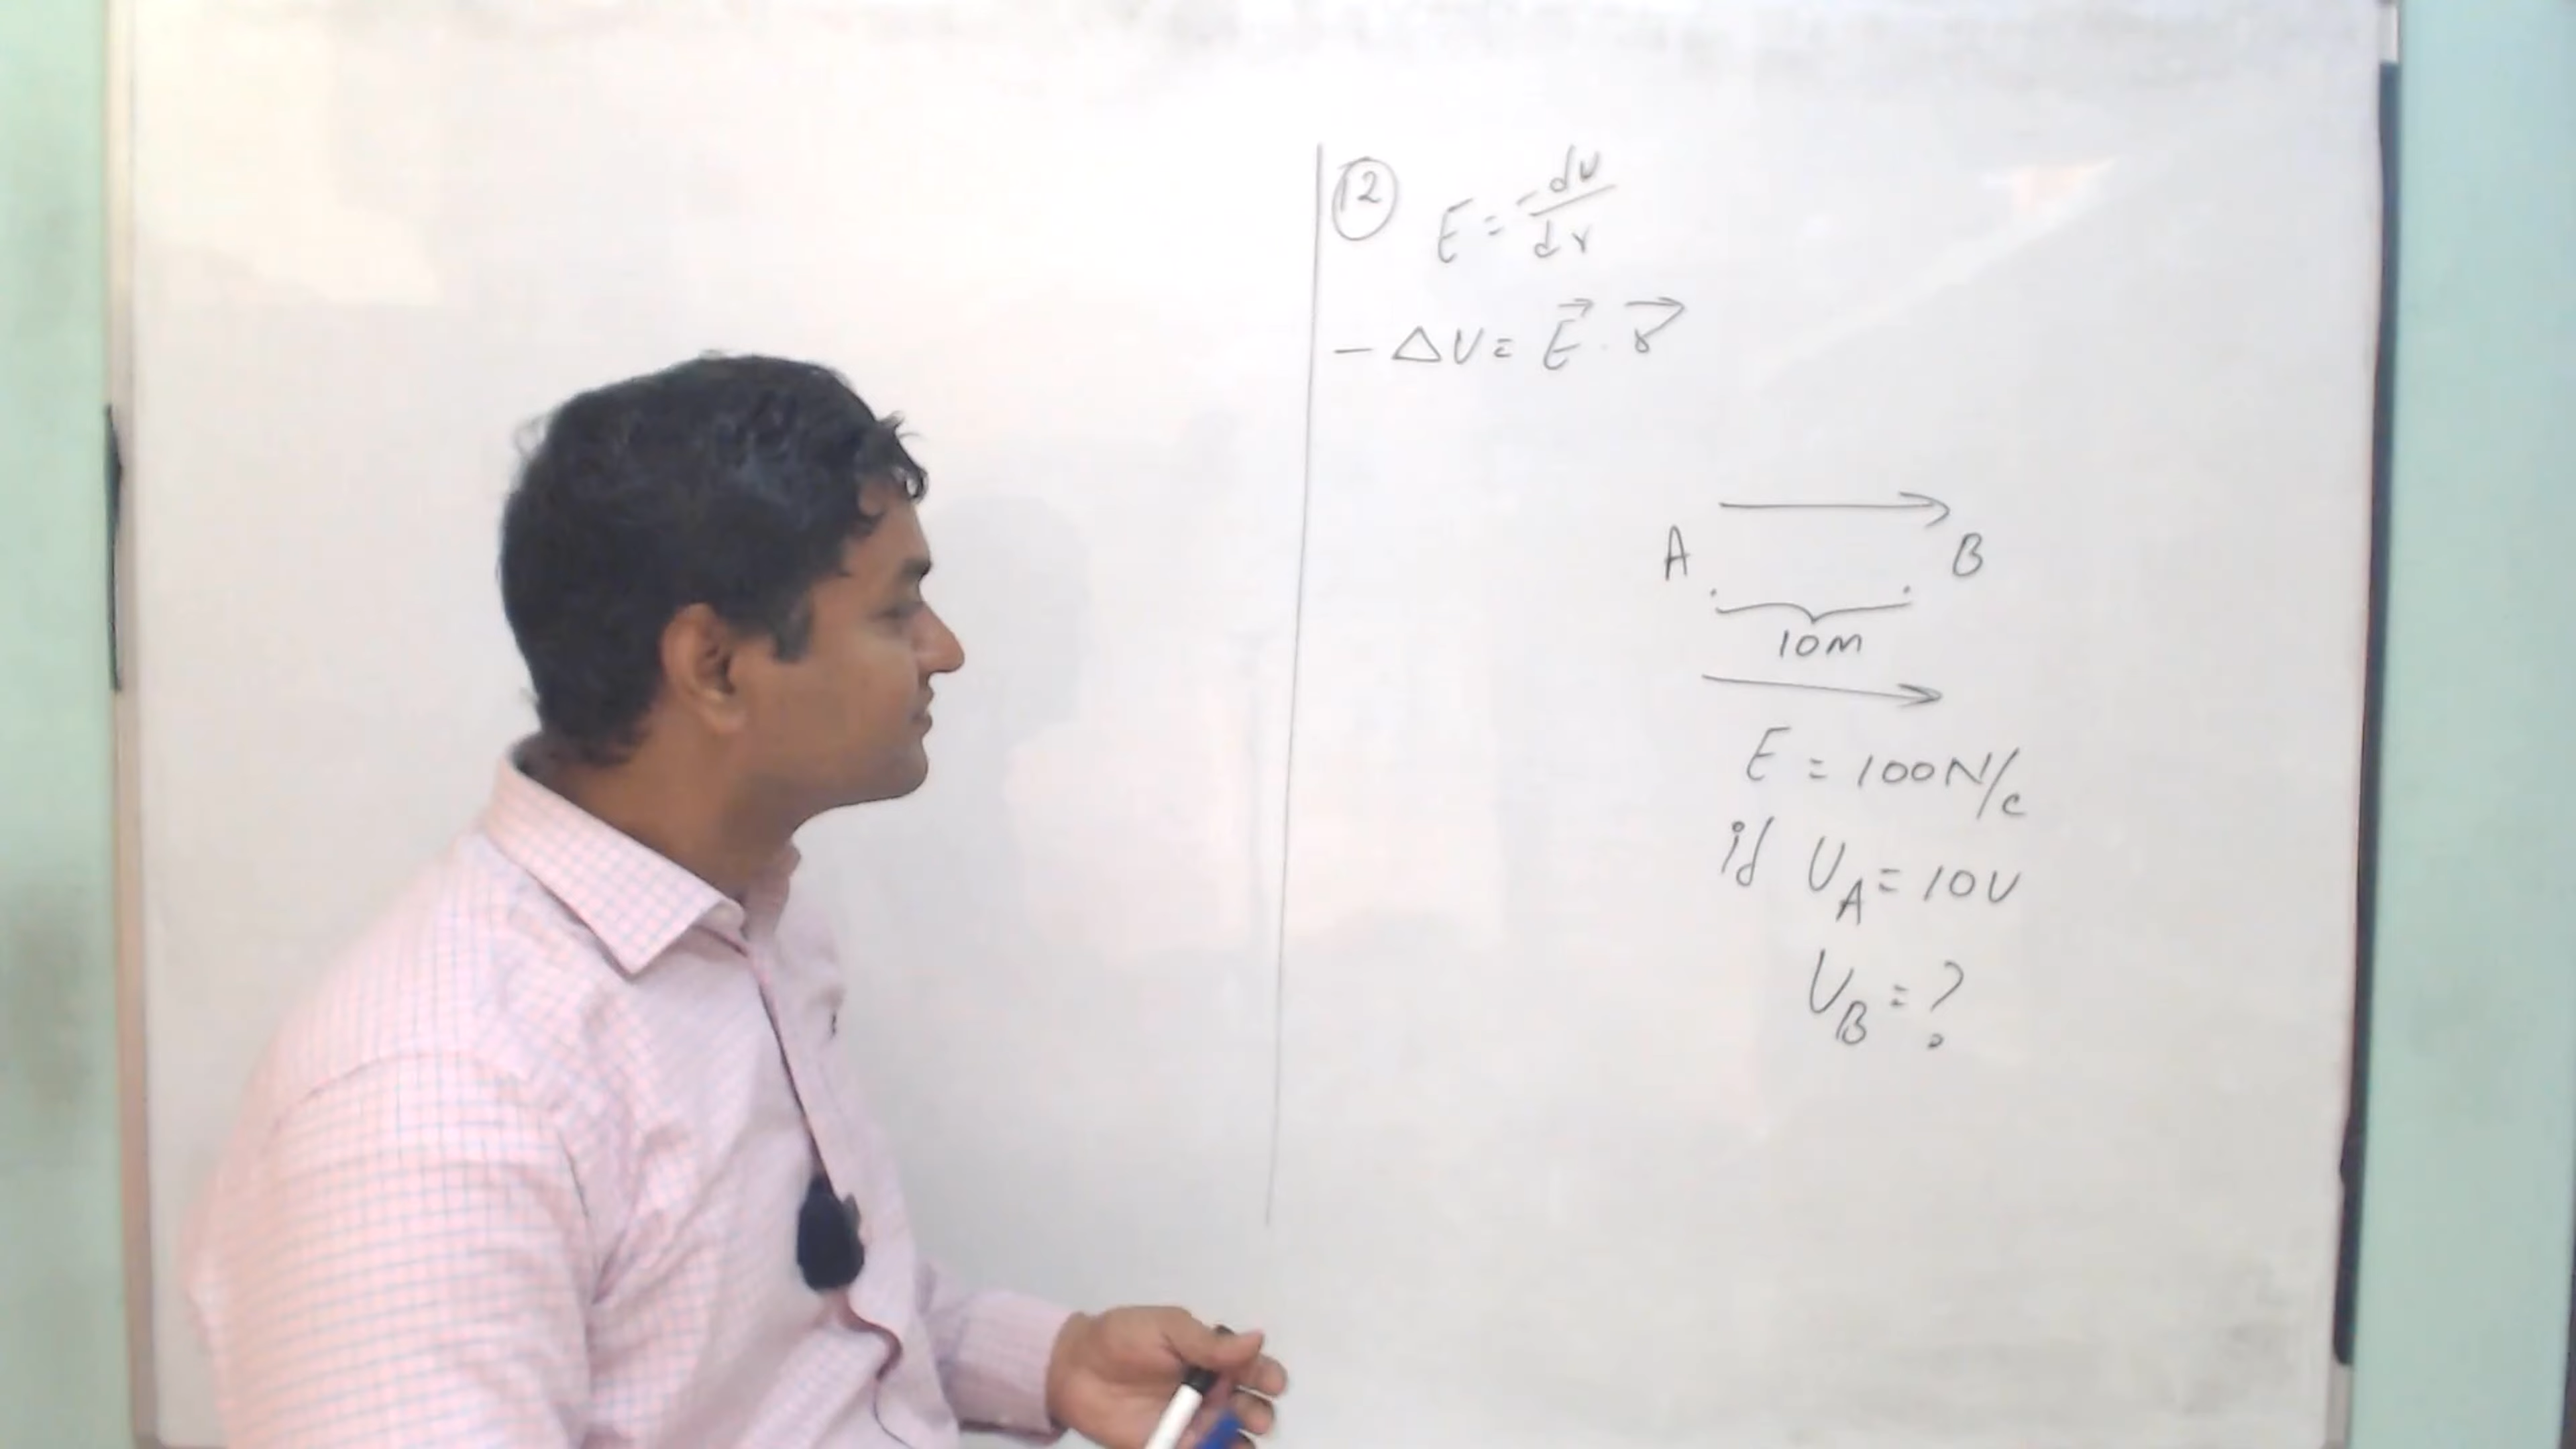 12 E = -dV/dr
- ΔV = E⃗ . r⃗
A B
10m
E = 100N/C
if VA = 10V
VB = ?